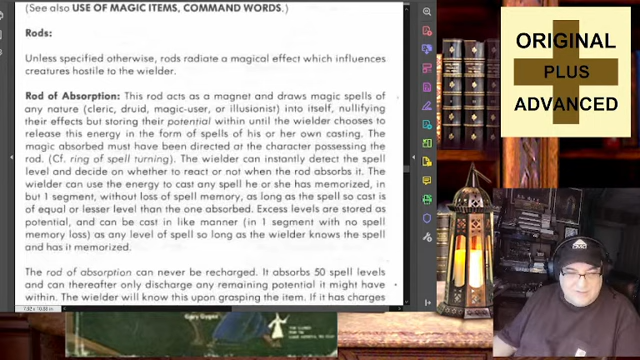 (See also USE OF MAGIC ITEMS, COMMAND WORDS.)
Rods:
Unless specified otherwise, rods radiate a magical effect which influences
creatures hostile to the wielder.
Rod of Absorption: This rod acts as a magnet and draws magic spells of
any nature (cleric, druid, magic-user, or illusionist) into itself, nullifying
their effects but storing their potential within until the wielder chooses to
release this energy in the form of spells of his or her own casting. The
magic absorbed must have been directed at the character possessing the
rod. (Cf. ring of spell turning). The wielder can instantly detect the spell
level and decide on whether to react or not when the rod absorbs it. The
wielder can use the energy to cast any spell he or she has memorized, in
but 1 segment, without loss of spell memory, as long as the spell so cast is
of equal or lesser level than the one absorbed. Excess levels are stored as
potential, and can be cast in like manner (in 1 segment with no spell
memory loss) as any level of spell so long as the wielder knows the spell
and has it memorized.
The rod of absorption can never be recharged. It absorbs 50 spell levels
and can thereafter only discharge any remaining potential it might have
within. The wielder will know this upon grasping the item. If it has charges
7.92 x 10.88 in
ORIGINAL
PLUS
ADVANCED
Gary Gygax